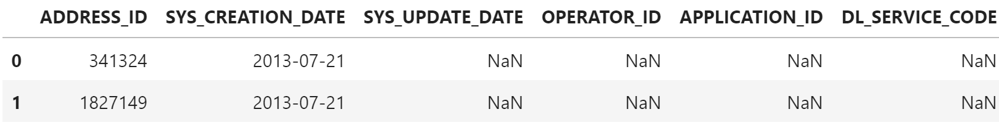 ADDRESS_ID SYS_CREATION_DATE SYS_UPDATE_DATE OPERATOR_ID APPLICATION_ID DL_SERVICE_CODE
0 341324 2013-07-21 NaN NaN NaN NaN
1 1827149 2013-07-21 NaN NaN NaN NaN